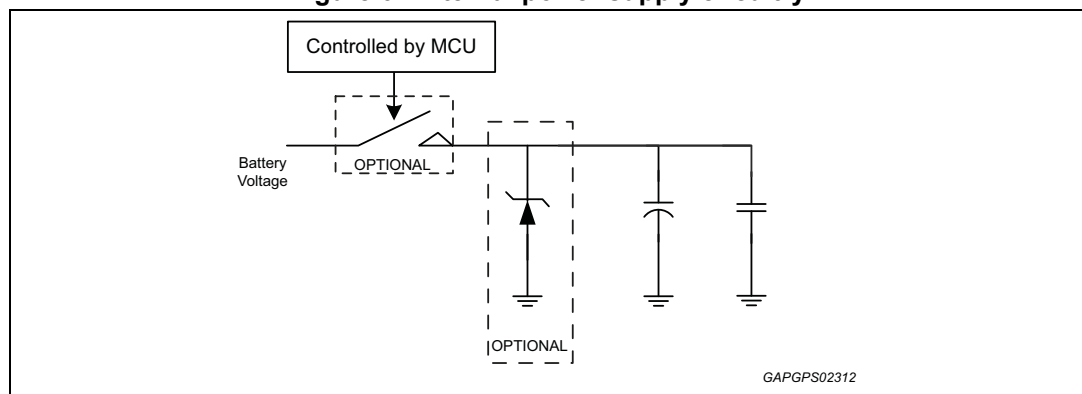 Controlled by MCU
OPTIONAL
Battery
Voltage
OPTIONAL
GAPGPS02312